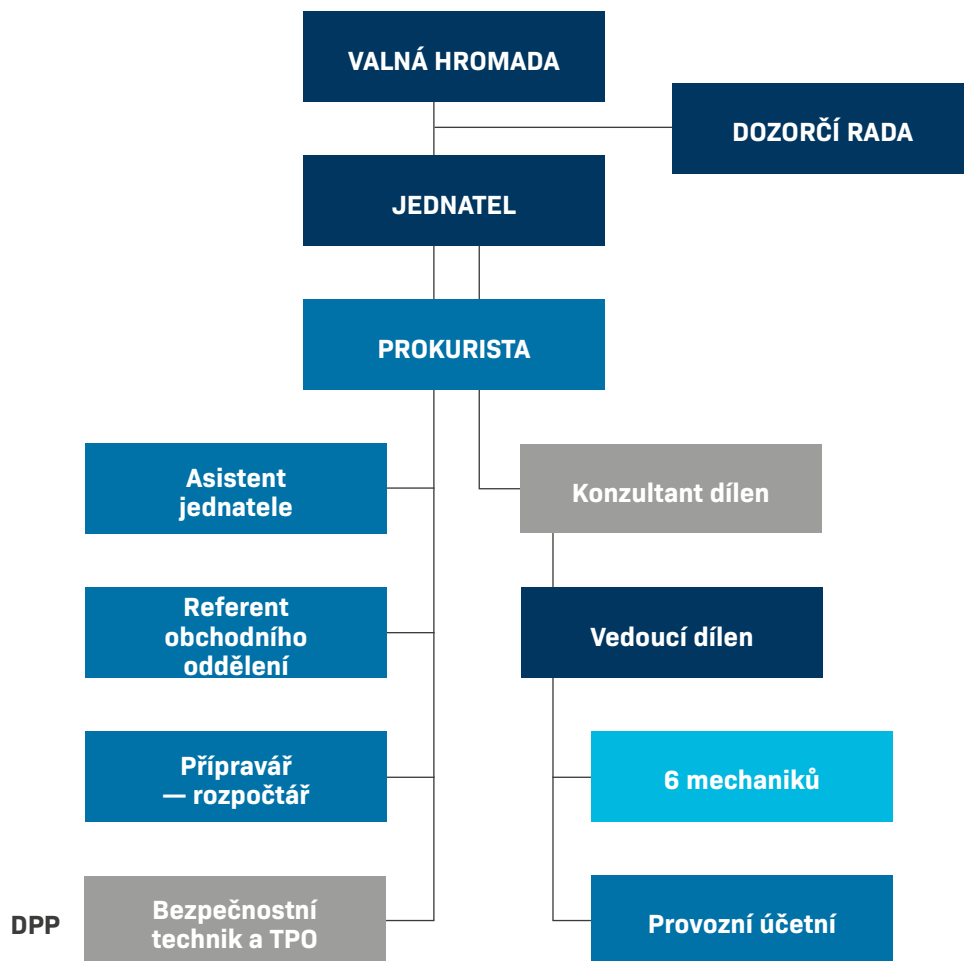 VALNÁ HROMADA
DOZORČÍ RADA
JEDNATEL
PROKURISTA
Asistent
jednatele
Konzultant dílen
Referent
obchodního
oddělení
Vedoucí dílen
Přípravář
— rozpočtář
6 mechaniků
DPP
Bezpečnostní
technik a TPO
Provozní účetní